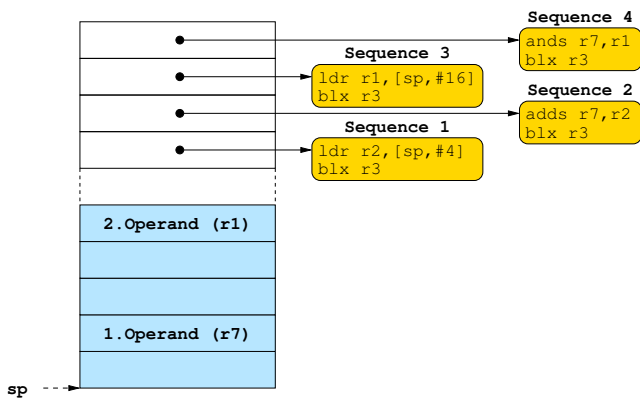 Sequence 4
ands r7,r1
blx r3
Sequence 3
ldr r1,[sp,#16]
blx r3
Sequence 2
adds r7,r2
blx r3
Sequence 1
ldr r2,[sp,#4]
blx r3
2.Operand (r1)
1.Operand (r7)
sp